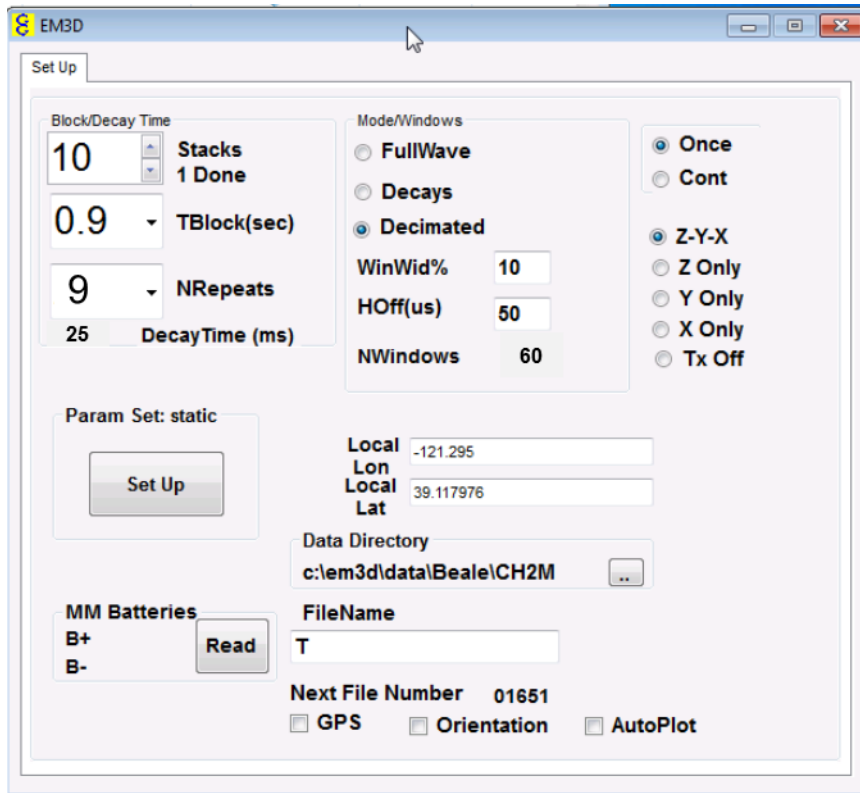 EM3D
Set Up
Block/Decay Time
10
Stacks
1 Done
0.9
TBlock(sec)
9
NRepeats
25
DecayTime (ms)
Mode/Windows
FullWave
Decays
Decimated
WinWid%
10
HOff(us)
50
NWindows
60
Once
Cont
Z-Y-X
Z Only
Y Only
X Only
Tx Off
Param Set: static
Set Up
Local
Lon
-121.295
Local
Lat
39.117976
Data Directory
c:\em3d\data\Beale\CH2M
..
MM Batteries
B+
B-
Read
FileName
T
Next File Number 01651
GPS
Orientation
AutoPlot